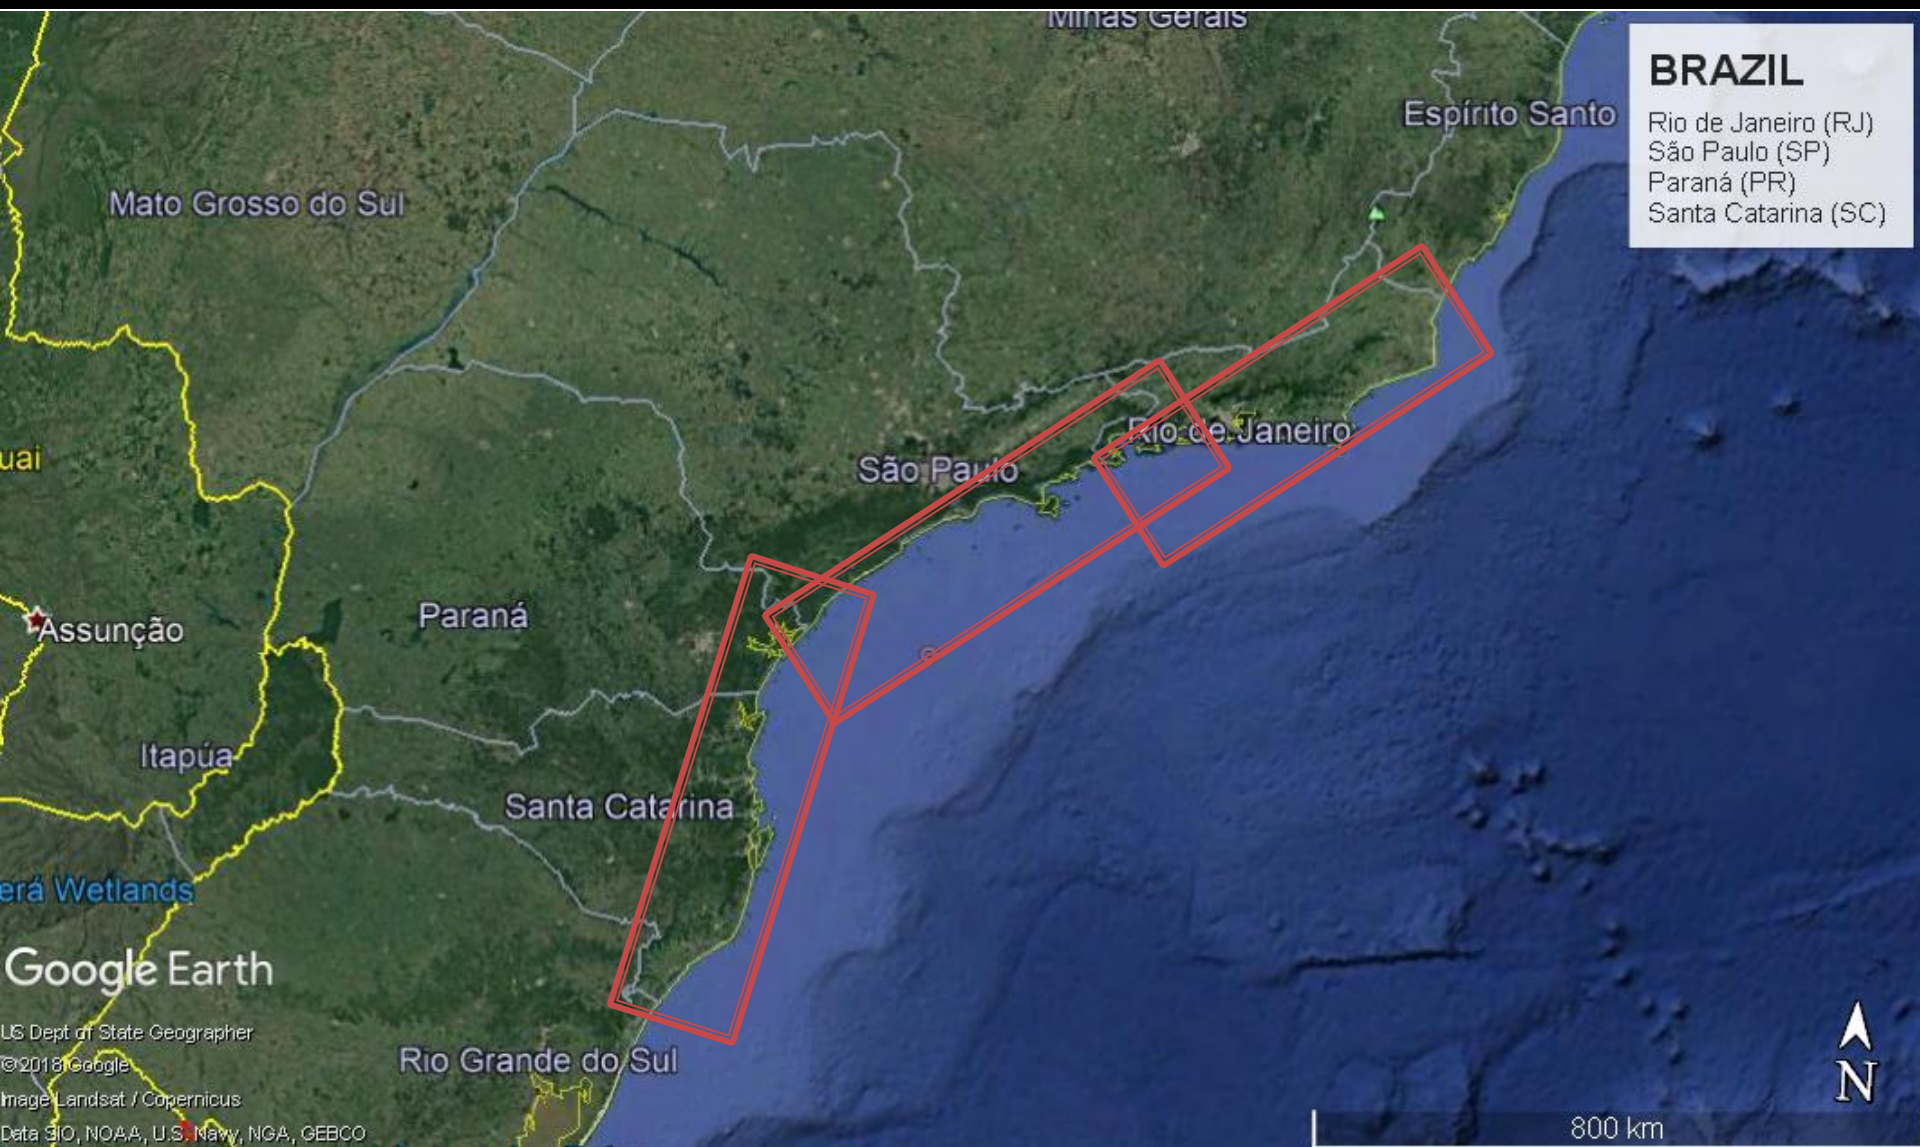 Minas Gerais
BRAZIL
Rio de Janeiro (RJ)
São Paulo (SP)
Paraná (PR)
Santa Catarina (SC)
Espírito Santo
Mato Grosso do Sul
Rio de Janeiro
uai
São Paulo
Assunção
Paraná
Itapúa
Santa Catarina
erá Wetlands
Google Earth
US Dept of State Geographer
©2018 Google
Image Landsat / Copernicus
Data SIO, NOAA, U.S. Navy, NGA, GEBCO
Rio Grande do Sul
N
800 km